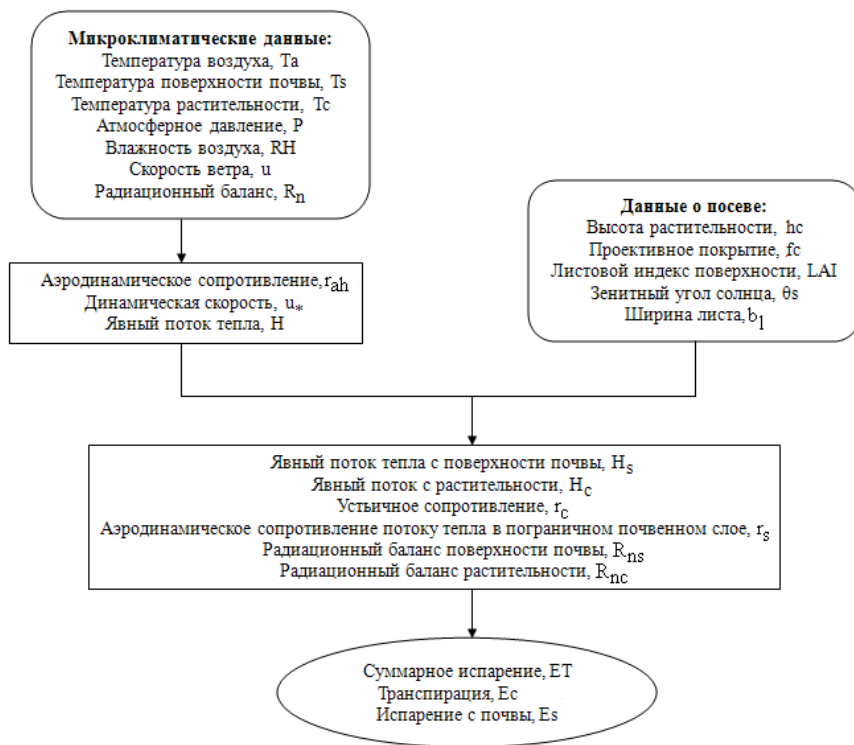 Микроклиматические данные:
Температура воздуха, Ta
Температура поверхности почвы, Ts
Температура растительности, Tc
Атмосферное давление, P
Влажность воздуха, RH
Скорость ветра, u
Радиационный баланс, Rn
Данные о посеве:
Высота растительности, hc
Проективное покрытие, fc
Листовой индекс поверхности, LAI
Зенитный угол солнца, θs
Ширина листа, b1
Аэродинамическое сопротивление, rah
Динамическая скорость, u*
Явный поток тепла, H
Явный поток тепла с поверхности почвы, Hs
Явный поток с растительности, Hc
Устьичное сопротивление, rc
Аэродинамическое сопротивление потоку тепла в пограничном почвенном слое, rs
Радиационный баланс поверхности почвы, Rns
Радиационный баланс растительности, Rnc
Суммарное испарение, ET
Транспирация, Ec
Испарение с почвы, Es